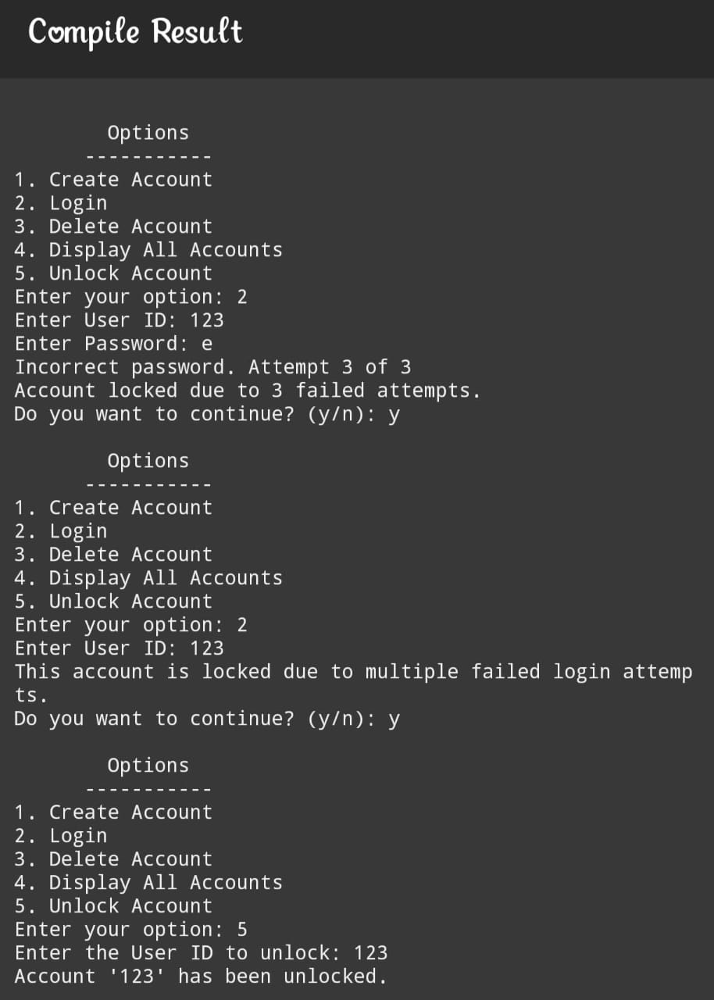 Compile Result
Options
-----------
1. Create Account
2. Login
3. Delete Account
4. Display All Accounts
5. Unlock Account
Enter your option: 2
Enter User ID: 123
Enter Password: e
Incorrect password. Attempt 3 of 3
Account locked due to 3 failed attempts.
Do you want to continue? (y/n): y
Options
-----------
1. Create Account
2. Login
3. Delete Account
4. Display All Accounts
5. Unlock Account
Enter your option: 2
Enter User ID: 123
This account is locked due to multiple failed login attemp
ts.
Do you want to continue? (y/n): y
Options
-----------
1. Create Account
2. Login
3. Delete Account
4. Display All Accounts
5. Unlock Account
Enter your option: 5
Enter the User ID to unlock: 123
Account '123' has been unlocked.